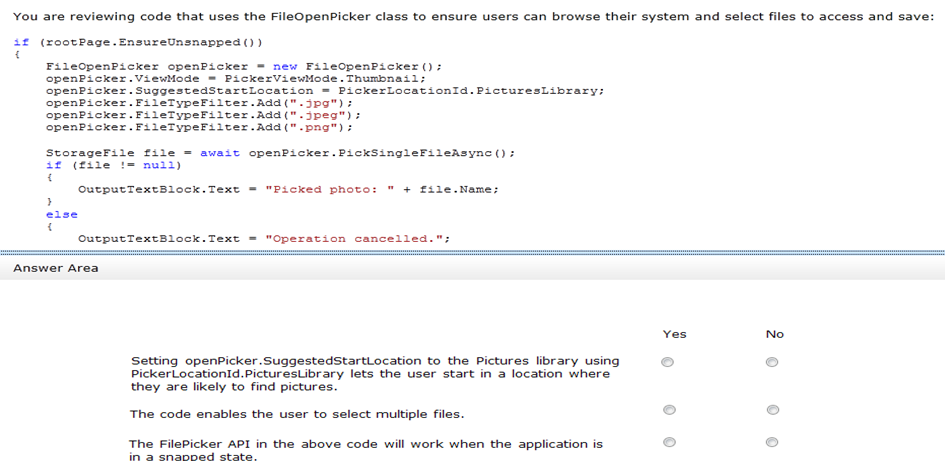 You are reviewing code that uses the FileOpenPicker class to ensure users can browse their system and select files to access and save:
if (rootPage.EnsureUnsnapped())
{
FileOpenPicker openPicker = new FileOpenPicker();
openPicker.ViewMode = PickerViewMode.Thumbnail;
openPicker.SuggestedStartLocation = PickerLocationId.PicturesLibrary;
openPicker.FileTypeFilter.Add(".jpg");
openPicker.FileTypeFilter.Add(".jpeg");
openPicker.FileTypeFilter.Add(".png");
StorageFile file = await openPicker.PickSingleFileAsync();
if (file != null)
{
OutputTextBlock.Text = "Picked photo: " + file.Name;
}
else
{
OutputTextBlock.Text = "Operation cancelled.";
Answer Area
Yes No
Setting openPicker.SuggestedStartLocation to the Pictures library using
PickerLocationId.PicturesLibrary lets the user start in a location where
they are likely to find pictures.
The code enables the user to select multiple files.
The FilePicker API in the above code will work when the application is
in a snapped state.